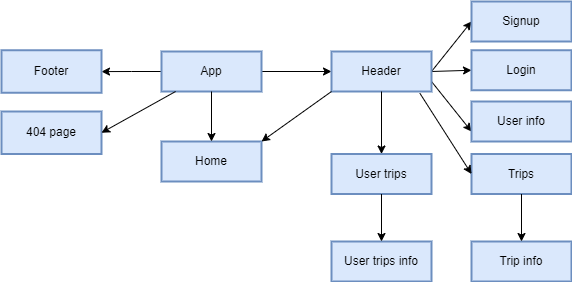 Signup
Footer
App
Header
Login
404 page
User info
Home
User trips
Trips
User trips info
Trip info